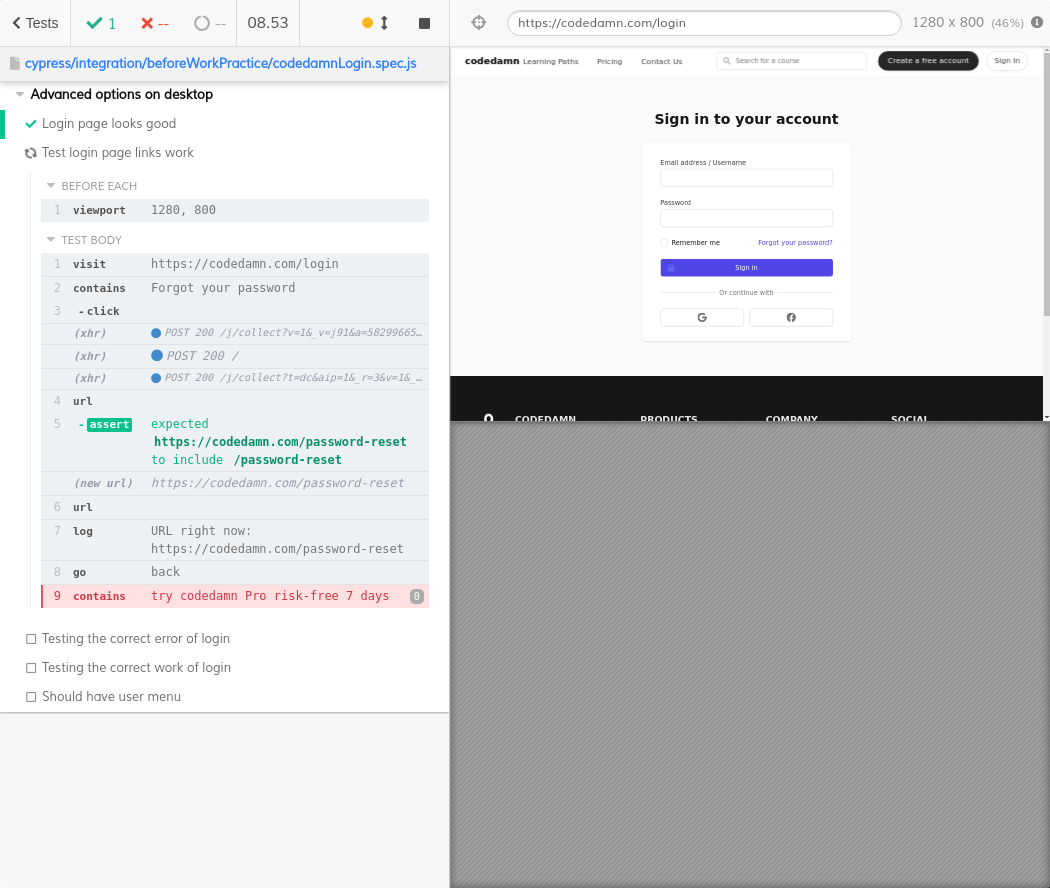 Tests
1
--
--
08.53
cypress/integration/beforeWorkPractice/codedamnLogin.spec.js
Advanced options on desktop
Login page looks good
Test login page links work
BEFORE EACH
1 viewport 1280, 800
TEST BODY
1 visit https://codedamn.com/login
2 contains Forgot your password
3 -click
(xhr) POST 200 /j/collect?v=1&_v=j91&a=58299665…
(xhr) POST 200 /
(xhr) POST 200 /j/collect?t=dc&aip=1&_r=3&v=1&_…
4 url
5 -assert expected
https://codedamn.com/password-reset
to include /password-reset
(new url) https://codedamn.com/password-reset
6 url
7 log URL right now:
https://codedamn.com/password-reset
8 go back
9 contains try codedamn Pro risk-free 7 days 0
Testing the correct error of login
Testing the correct work of login
Should have user menu
https://codedamn.com/login
1280 x 800 (46%)
codedamn Learning Paths Pricing Contact Us Search for a course Create a free account Sign In
Sign in to your account
Email address / Username
Password
Remember me Forgot your password?
Sign in
Or continue with
CODEDAMN PRODUCTS COMPANY SOCIAL